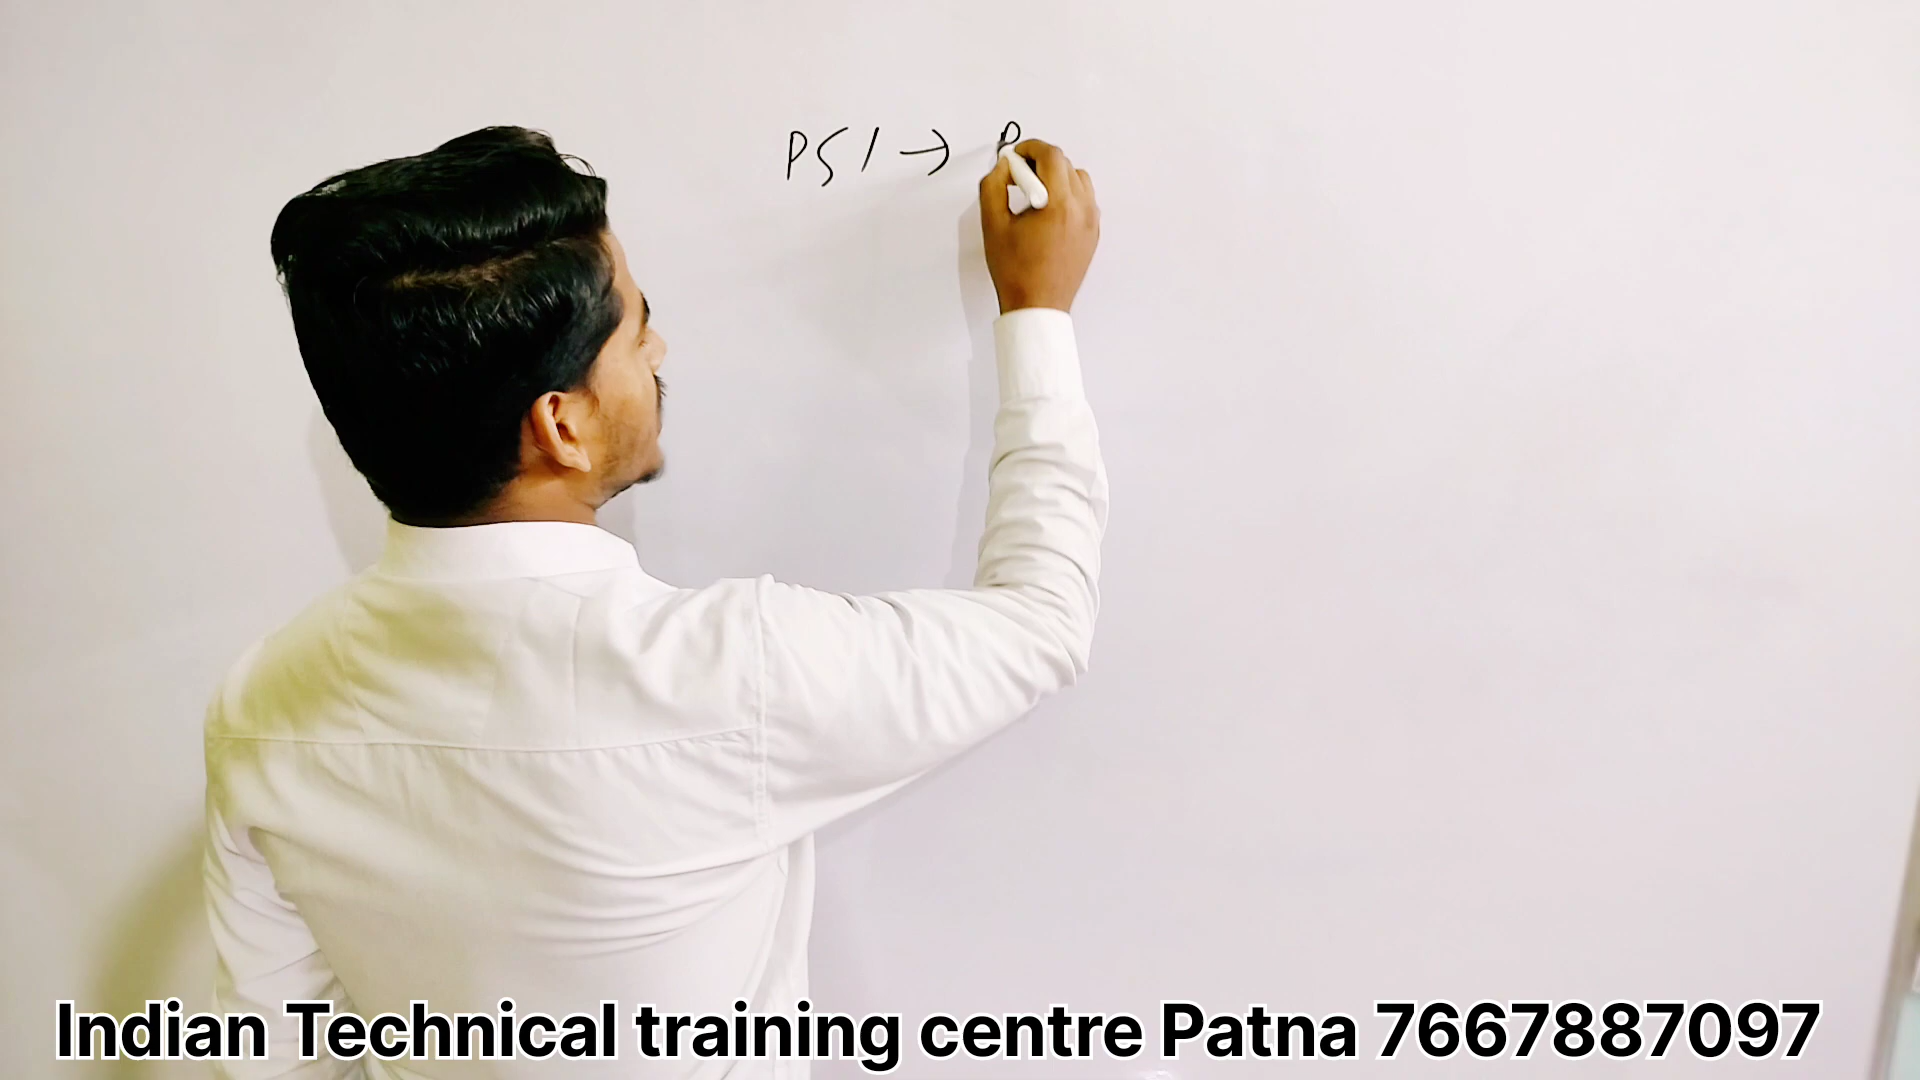 PSI → P
Indian Technical training centre Patna 7667887097